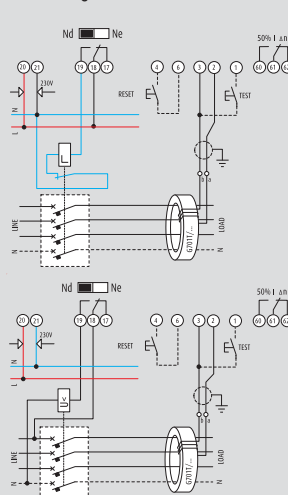 Nd Ne
50% I Δn
20 21 19 18 17 4 6 3 2 1 60 61 62
230V
RESET
TEST
N
L
b a
LINE
G701T/...
LOAD
N
N
Nd Ne
50% I Δn
20 21 19 18 17 4 6 3 2 1 60 61 62
230V
RESET
TEST
N
L
U<
b a
LINE
G701T/...
LOAD
N
N